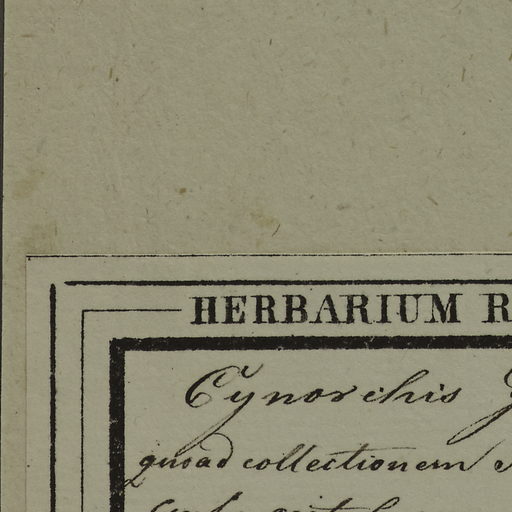 HERBARIUM R
Cynorchis
quoad collectionem